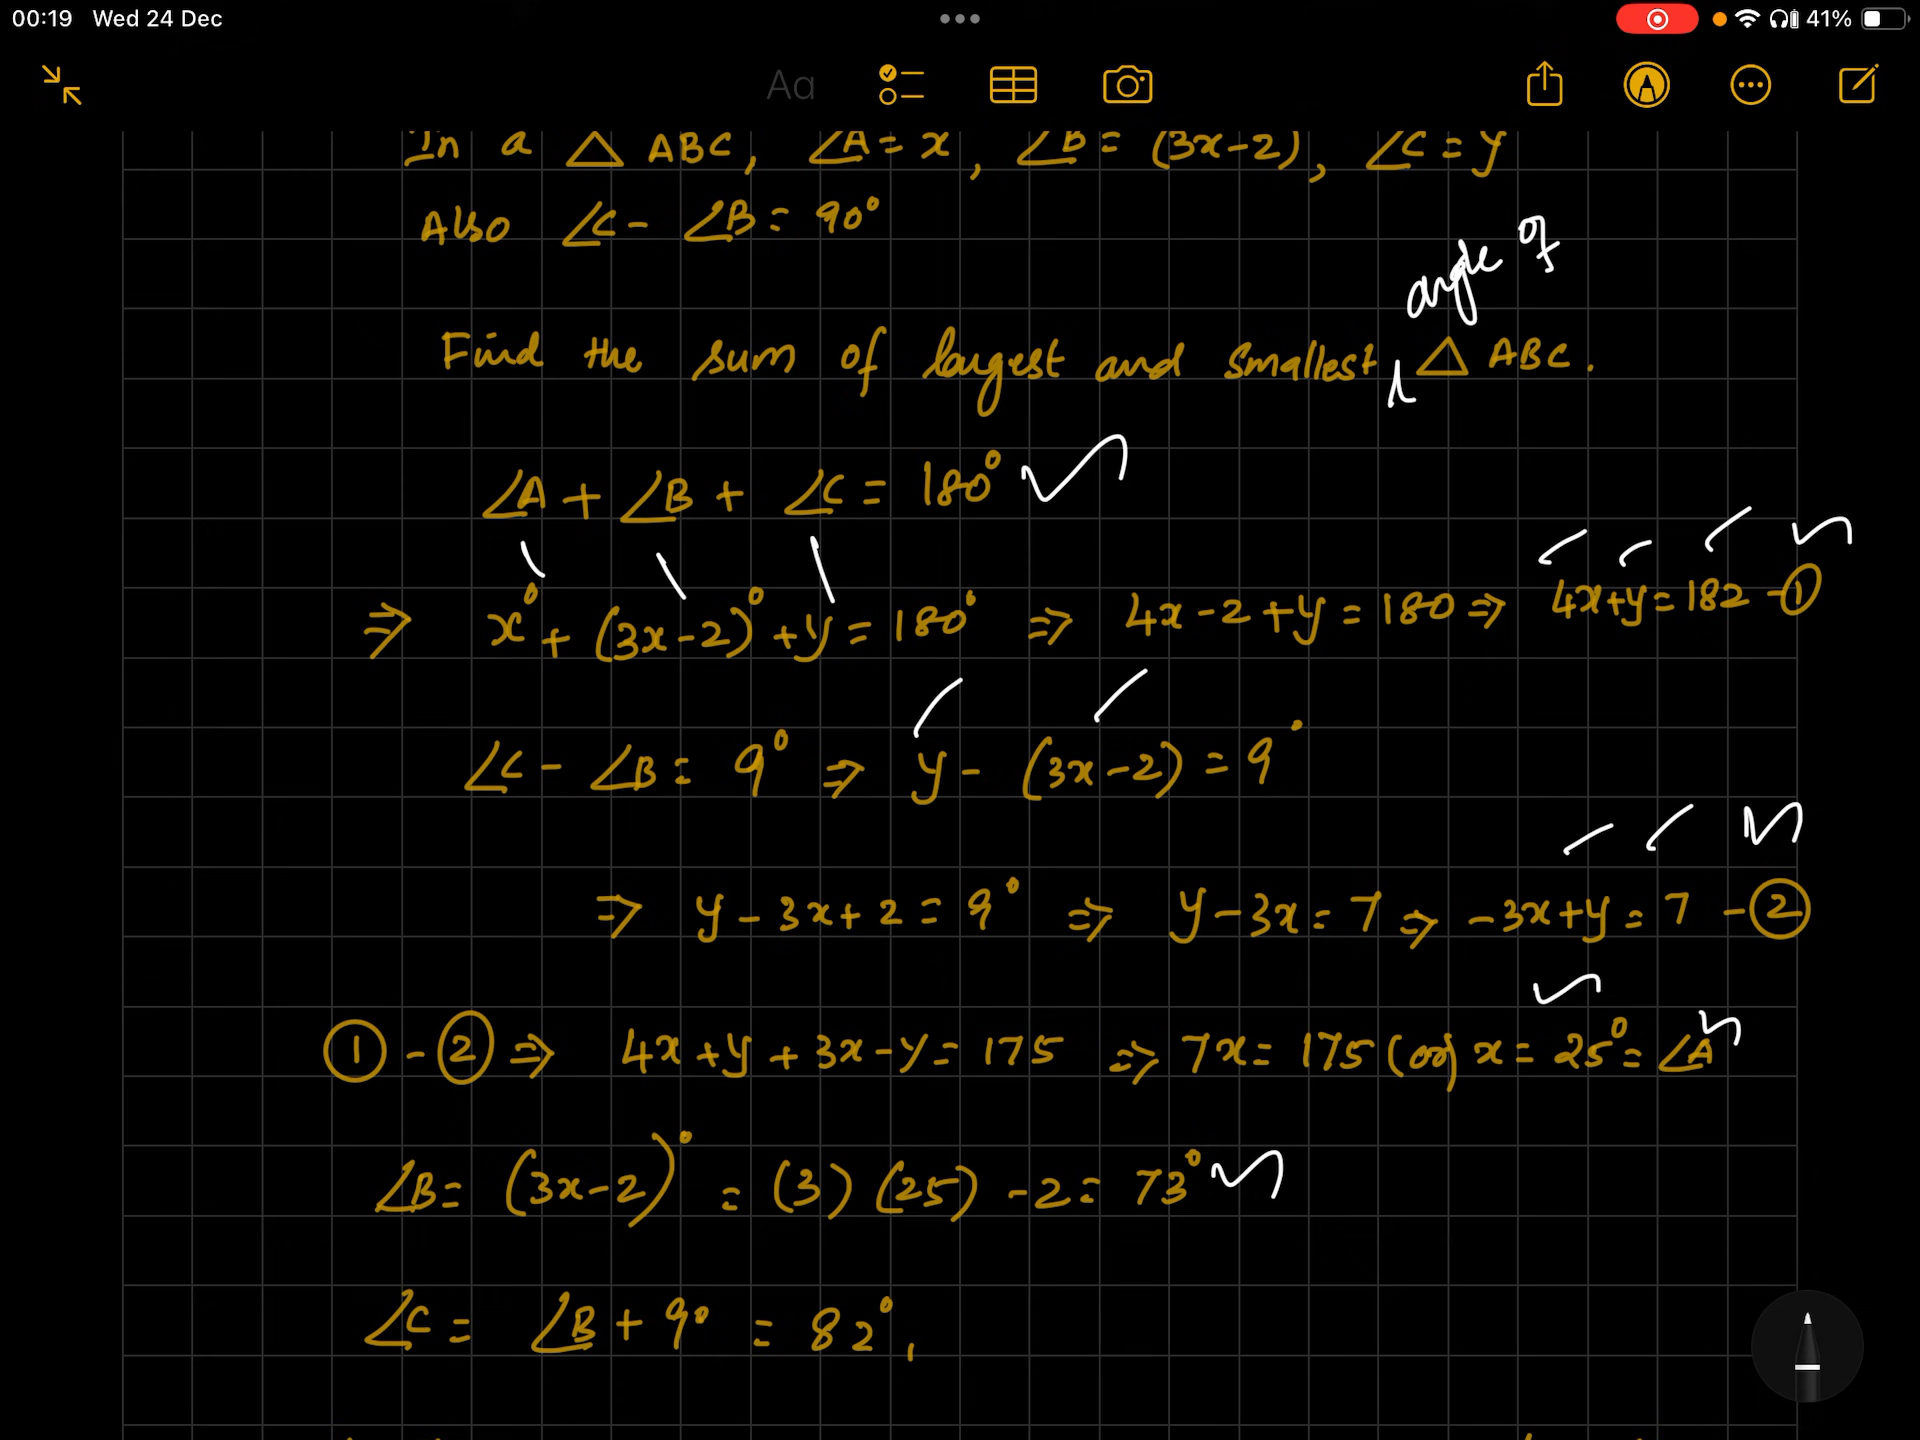 00:19 Wed 24 Dec
41%
Aa
In a △ ABC, ∠A = x, ∠B = (3x-2), ∠C = y
Also ∠C - ∠B = 90°
angle of
Find the sum of largest and smallest △ ABC.
∠A + ∠B + ∠C = 180°
⇒ x° + (3x-2)° + y = 180° ⇒ 4x - 2 + y = 180 ⇒ 4x+y = 182 - ①
∠C - ∠B = 9° ⇒ y - (3x-2) = 9°
⇒ y - 3x + 2 = 9° ⇒ y - 3x = 7 ⇒ -3x+y = 7 - ②
① - ② ⇒ 4x + y + 3x - y = 175 ⇒ 7x = 175 (or) x = 25° = ∠A
∠B = (3x-2)° = (3) (25) - 2 = 73°
∠C = ∠B + 9° = 82°,